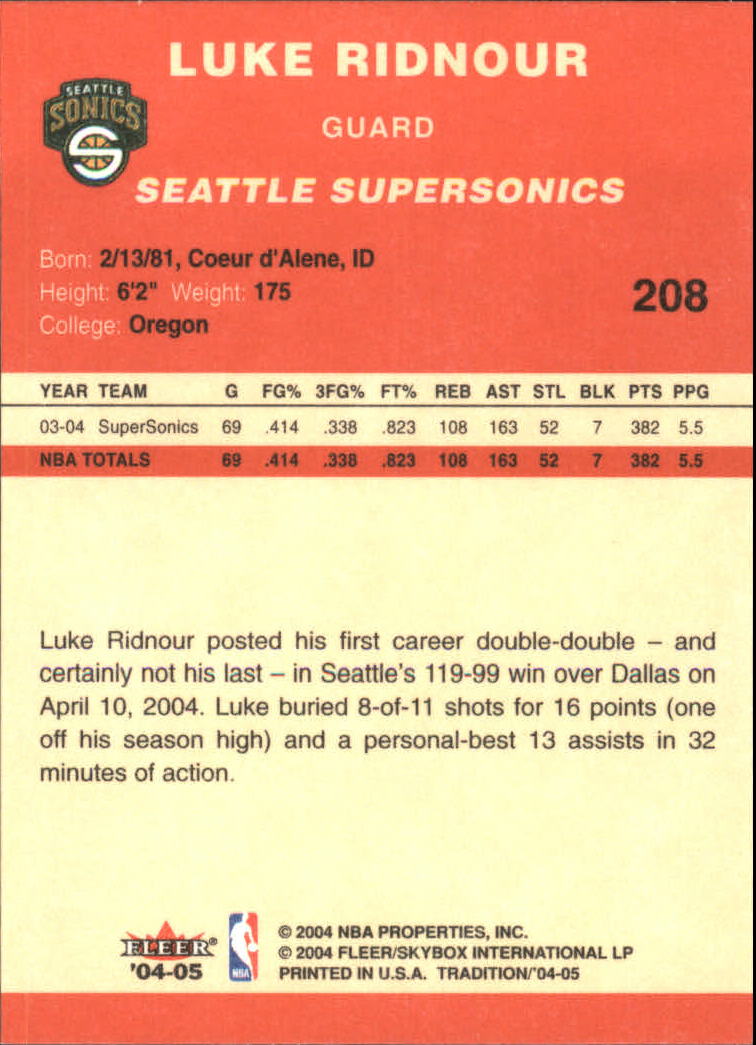 LUKE RIDNOUR
SEATTLE
SONICS
S
GUARD
SEATTLE SUPERSONICS
Born: 2/13/81, Coeur d'Alene, ID
Height: 6'2" Weight: 175
208
College: Oregon
YEAR TEAM G FG% 3FG% FT% REB AST STL BLK PTS PPG
03-04 SuperSonics 69 .414 .338 .823 108 163 52 7 382 5.5
NBA TOTALS 69 .414 .338 .823 108 163 52 7 382 5.5
Luke Ridnour posted his first career double-double – and
certainly not his last – in Seattle's 119-99 win over Dallas on
April 10, 2004. Luke buried 8-of-11 shots for 16 points (one
off his season high) and a personal-best 13 assists in 32
minutes of action.
FLEER®
'04-05
NBA
© 2004 NBA PROPERTIES, INC.
© 2004 FLEER/SKYBOX INTERNATIONAL LP
PRINTED IN U.S.A. TRADITION/'04-05